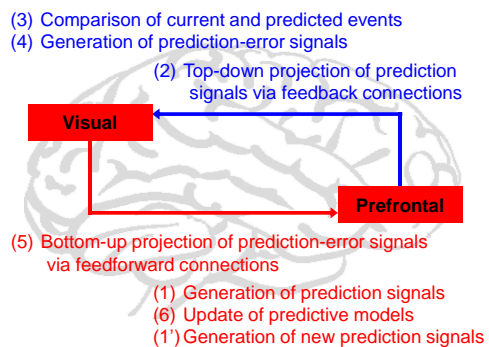 (3) Comparison of current and predicted events
(4) Generation of prediction-error signals
(2) Top-down projection of prediction
signals via feedback connections
Visual
Prefrontal
(5) Bottom-up projection of prediction-error signals
via feedforward connections
(1) Generation of prediction signals
(6) Update of predictive models
(1') Generation of new prediction signals